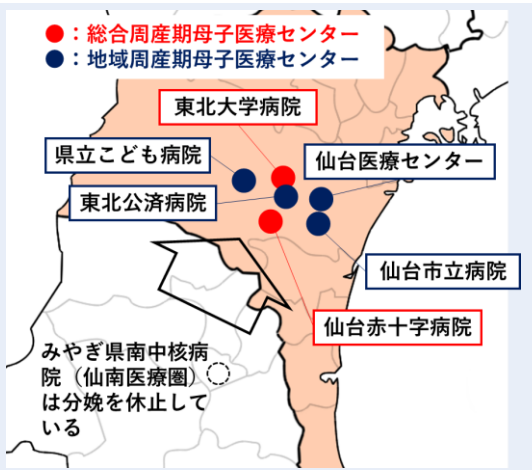 ●：総合周産期母子医療センター
●：地域周産期母子医療センター
東北大学病院
県立こども病院
仙台医療センター
東北公済病院
仙台市立病院
仙台赤十字病院
みやぎ県南中核病
院（仙南医療圏）
は分娩を休止して
いる